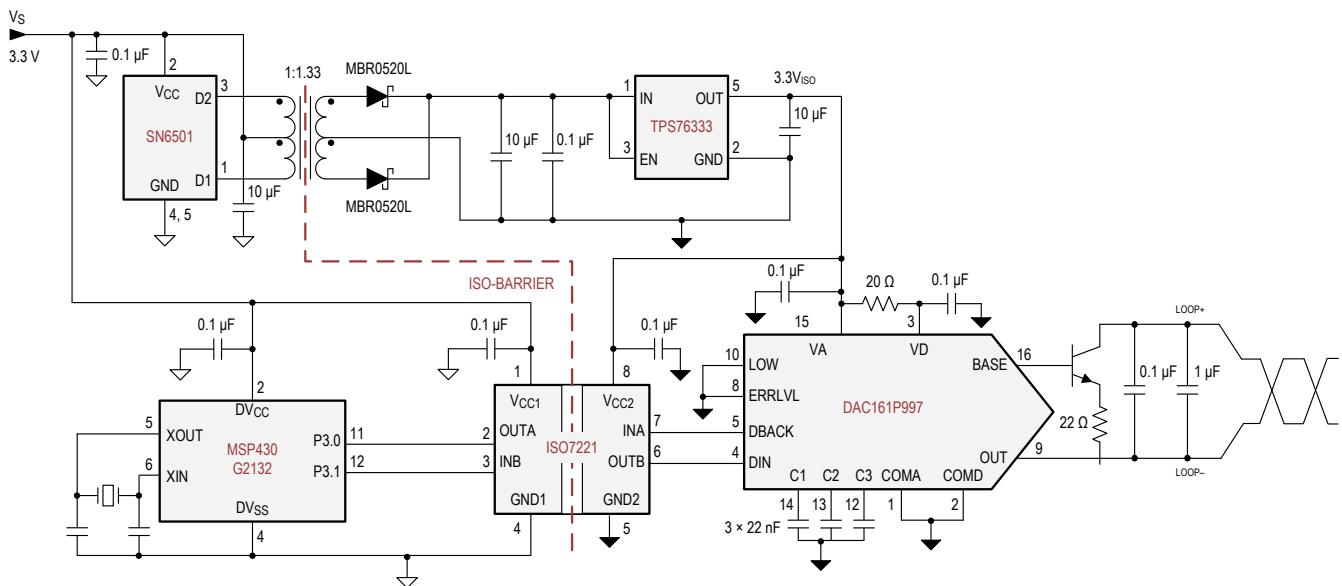 VS
3.3 V
0.1 µF
2
VCC
D2
3
SN6501
D1
1
GND
4, 5
10 µF
1:1.33
MBR0520L
MBR0520L
10 µF
0.1 µF
1
IN
OUT
5
TPS76333
3
EN
GND
2
3.3VISO
10 µF
ISO-BARRIER
0.1 µF
2
DVCC
5
XOUT
6
XIN
MSP430
G2132
P3.0
11
P3.1
12
DVSS
4
0.1 µF
1
VCC1
2
OUTA
3
INB
GND1
4
ISO7221
0.1 µF
8
VCC2
INA
7
OUTB
6
GND2
5
0.1 µF
20 Ω
0.1 µF
15
3
VA
VD
10
LOW
8
ERRLVL
5
DBACK
4
DIN
DAC161P997
BASE
16
OUT
9
C1
C2
C3
COMA
COMD
14
13
12
1
2
3 × 22 nF
22 Ω
0.1 µF
1 µF
LOOP+
LOOP–